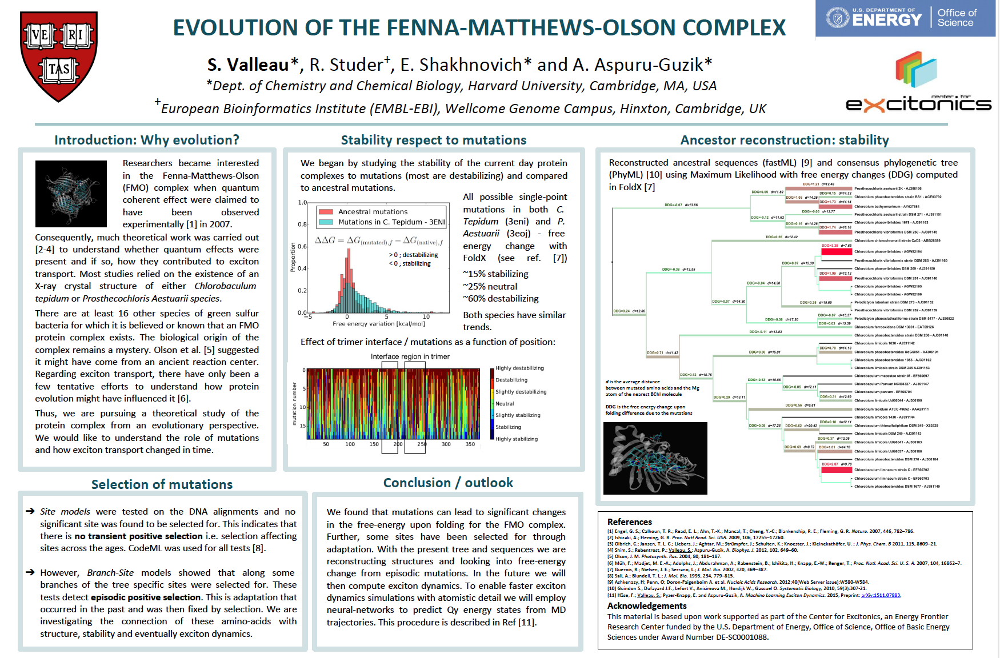 VE RI
TAS
EVOLUTION OF THE FENNA-MATTHEWS-OLSON COMPLEX
U.S. DEPARTMENT OF
ENERGY
Office of
Science
S. Valleau*, R. Studer+, E. Shakhnovich* and A. Aspuru-Guzik*
*Dept. of Chemistry and Chemical Biology, Harvard University, Cambridge, MA, USA
+European Bioinformatics Institute (EMBL-EBI), Wellcome Genome Campus, Hinxton, Cambridge, UK
center for
excitonics
Introduction: Why evolution?
Researchers became interested
in the Fenna-Matthews-Olson
(FMO) complex when quantum
coherent effect were claimed to
have been observed
experimentally [1] in 2007.
Consequently, much theoretical work was carried out
[2-4] to understand whether quantum effects were
present and if so, how they contributed to exciton
transport. Most studies relied on the existence of an
X-ray crystal structure of either Chlorobaculum
tepidum or Prosthecochloris Aestuarii species.
There are at least 16 other species of green sulfur
bacteria for which it is believed or known that an FMO
protein complex exists. The biological origin of the
complex remains a mystery. Olson et al. [5] suggested
it might have come from an ancient reaction center.
Regarding exciton transport, there have only been a
few tentative efforts to understand how protein
evolution might have influenced it [6].
Thus, we are pursuing a theoretical study of the
protein complex from an evolutionary perspective.
We would like to understand the role of mutations
and how exciton transport changed in time.
Stability respect to mutations
We began by studying the stability of the current day protein
complexes to mutations (most are destabilizing) and compared
to ancestral mutations.
1.0
0.8
0.6
0.4
0.2
0.0
Proportion
Ancestral mutations
Mutations in C. Tepidum - 3ENI
ΔΔG = ΔG(mutated),f − ΔG(native),f
> 0 ; destabilizing
< 0 ; stabilizing
−5 0 5 10
Free energy variation [kcal/mol]
All possible single-point
mutations in both C.
Tepidum (3eni) and P.
Aestuarii (3eoj) - free
energy change with
FoldX (see ref. [7])
~15% stabilizing
~25% neutral
~60% destabilizing
Both species have similar
trends.
Effect of trimer interface / mutations as a function of position:
Interface region in trimer
mutation number
0
5
10
15
50 100 150 200 250 300 350
Highly destabilizing
Destabilizing
Slightly destabilizing
Neutral
Slightly stabilizing
Stabilizing
Highly stabilizing
Ancestor reconstruction: stability
Reconstructed ancestral sequences (fastML) [9] and consensus phylogenetic tree
(PhyML) [10] using Maximum Likelihood with free energy changes (DDG) computed
in FoldX [7]
DDG=1.21 d=12.48
Prosthecochloris aestuarii 2K - AJ306196
DDG=0.05 d=11.82
DDG=0.15 d=14.32
Chlorobium phaeobacteroides strain BS1 - ACE03792
DDG=1.08 d=14.26
DDG=1.73 d=14.14
Chlorobium bathyomarinum - AY627684
DDG=-0.07 d=13.86
DDG=-0.05 d=12.77
Prosthecochloris aestuarii strain DSM 271 - AJ391151
DDG=-0.12 d=11.62
DDG=0.16 d=14.26
Chlorobium phaeovibrioides 1678 - AJ391163
DDG=1.74 d=16.16
Prosthecochloris vibrioformis DSM 260 - AJ391145
DDG=0.26 d=12.42
Chlorobium chlorochromatii strain CaD3 - ABB28589
DDG=3.38 d=7.65
Chlorobium phaeovibrioides - AGW82194
Prosthecochloris vibrioformis strain DSM 265 - AJ391160
DDG=0.07 d=15.39
DDG=-0.38 d=12.55
Chlorobium phaeovibrioides DSM 269 - AJ391150
DDG=1.99 d=12.12
Prosthecochloris vibrioformis DSM 261 - AJ391146
DDG=-0.04 d=14.30
Chlorobium phaeovibrioides - AGW82195
Chlorobium phaeovibrioides - AGW82196
DDG=-0.07 d=14.30
DDG=0.35 d=15.69
Pelodictyon luteolum strain DSM 273 - AJ391152
Prosthecochloris vibrioformis DSM 262 - AJ391159
DDG=0.24 d=12.86
DDG=-0.36 d=17.30
DDG=-0.07 d=15.37
Pelodictyon phaeoclathratiforme strain DSM 5477 - AJ290822
DDG=0.03 d=15.59
Chlorobium ferrooxidans DSM 13031 - EAT59126
DDG=-0.11 d=13.83
Chlorobium phaeobacteroides strain DSM 266 - AJ391148
Chlorobium limicola 1630 - AJ391142
DDG=0.71 d=11.42
DDG=0.30 d=15.01
DDG=0.70 d=14.18
Chlorobium phaeobacteroides UdG6051 - AJ306191
Chlorobium phaeobacteroides 1855 - AJ391162
Chlorobium limicola strain DSM 245 AJ391153
DDG=0.12 d=15.76
Chlorobaculum macestae strain M - EF560697
DDG=-0.53 d=15.56
DDG=-0.05 d=12.11
Chlorobaculum Parvum NCIB8327 - AJ391147
Chlorobaculum parvum - EF560704
DDG=0.29 d=13.11
DDG=0.31 d=12.69
Chlorobium limicola UdG6044 - AJ306190
DDG=0.56 d=9.81
Chlorobium tepidum ATCC 49652 - AAA23111
Chlorobium limicola 1430 - AJ391144
DDG=0.08 d=17.26
DDG=0.62 d=20.42
DDG=0.18 d=12.11
Chlorobaculum thiosulfatiphilum DSM 249 - X83529
Chlorobium limicola DSM 249 - AJ391143
DDG=0.37 d=12.09
Chlorobium limicola UdG6041 - AJ306183
DDG=0.69 d=8.72
DDG=1.01 d=14.78
Chlorobium limicola UdG6037 - AJ306186
Chlorobium phaeobacteroides DSM 270 - AJ306184
DDG=2.87 d=9.78
Chlorobaculum limnaeum strain C - EF560702
Chlorobaculum limnaeum strain C - EF560703
Chlorobium phaeobacteroides DSM 1677 - AJ391149
d is the average distance
between mutated amino acids and the Mg
atom of the nearest BChl molecule
DDG is the free energy change upon
folding difference due to the mutations
Selection of mutations
➔ Site models were tested on the DNA alignments and no
significant site was found to be selected for. This indicates that
there is no transient positive selection i.e. selection affecting
sites across the ages. CodeML was used for all tests [8].
➔ However, Branch-Site models showed that along some
branches of the tree specific sites were selected for. These
tests detect episodic positive selection. This is adaptation that
occurred in the past and was then fixed by selection. We are
investigating the connection of these amino-acids with
structure, stability and eventually exciton dynamics.
Conclusion / outlook
We found that mutations can lead to significant changes
in the free-energy upon folding for the FMO complex.
Further, some sites have been selected for through
adaptation. With the present tree and sequences we are
reconstructing structures and looking into free-energy
change from episodic mutations. In the future we will
then compute exciton dynamics. To enable faster exciton
dynamics simulations with atomistic detail we will employ
neural-networks to predict Qy energy states from MD
trajectories. This procedure is described in Ref [11].
References
[1] Engel, G. S.; Calhoun, T. R.; Read, E. L.; Ahn, T.-K.; Mancal, T.; Cheng, Y.-C.; Blankenship, R. E.; Fleming, G. R. Nature. 2007, 446, 782–786.
[2] Ishizaki, A.; Fleming, G. R. Proc. Natl Acad. Sci. USA. 2009, 106, 17255–17260.
[3] Olbrich, C.; Jansen, T. L. C.; Liebers, J.; Aghtar, M.; Strümpfer, J.; Schulten, K.; Knoester, J.; Kleinekathöfer, U. ; J. Phys. Chem. B 2011, 115, 8609–21.
[4] Shim, S.; Rebentrost, P.; Valleau, S.; Aspuru-Guzik, A. Biophys. J. 2012, 102, 649–60.
[5] Olson, J. M. Photosynth. Res. 2004, 80, 181–187.
[6] Müh, F.; Madjet, M. E.-A.; Adolphs, J.; Abdurahman, A.; Rabenstein, B.; Ishikita, H.; Knapp, E.-W.; Renger, T.; Proc. Natl. Acad. Sci. U. S. A. 2007, 104, 16862–7.
[7] Guerois, R.; Nielsen, J. E.; Serrano, L.; J. Mol. Bio. 2002, 320, 369–387.
[8] Sali, A.; Blundell, T. L.; J. Mol. Bio. 1993, 234, 779–815.
[9] Ashkenazy, H; Penn, O; Doron-Faigenboim A. et al. Nucleic Acids Research. 2012;40(Web Server issue):W580-W584.
[10] Guindon S., Dufayard J.F., Lefort V., Anisimova M., Hordijk W., Gascuel O. Systematic Biology, 2010, 59(3):307-21.
[11] Häse, F.; Valleau, S.; Pyzer-Knapp, E. and Aspuru-Guzik, A. Machine Learning Exciton Dynamics. 2015, Preprint: arXiv:1511.07883.
Acknowledgements
This material is based upon work supported as part of the Center for Excitonics, an Energy Frontier
Research Center funded by the U.S. Department of Energy, Office of Science, Office of Basic Energy
Sciences under Award Number DE-SC0001088.